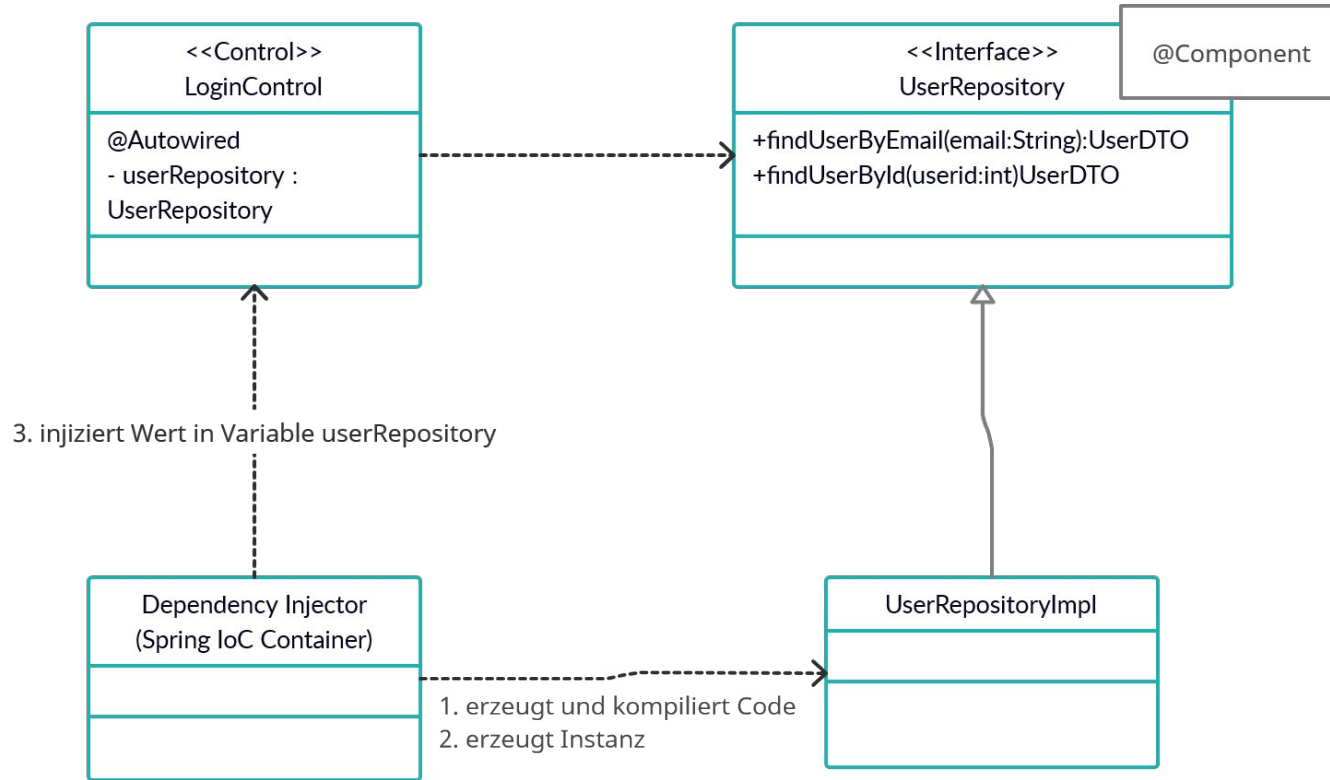 <<Control>>
LoginControl
@Autowired
- userRepository :
UserRepository
<<Interface>>
UserRepository
@Component
+findUserByEmail(email:String):UserDTO
+findUserById(userid:int)UserDTO
3. injiziert Wert in Variable userRepository
Dependency Injector
(Spring IoC Container)
1. erzeugt und kompiliert Code
2. erzeugt Instanz
UserRepositoryImpl